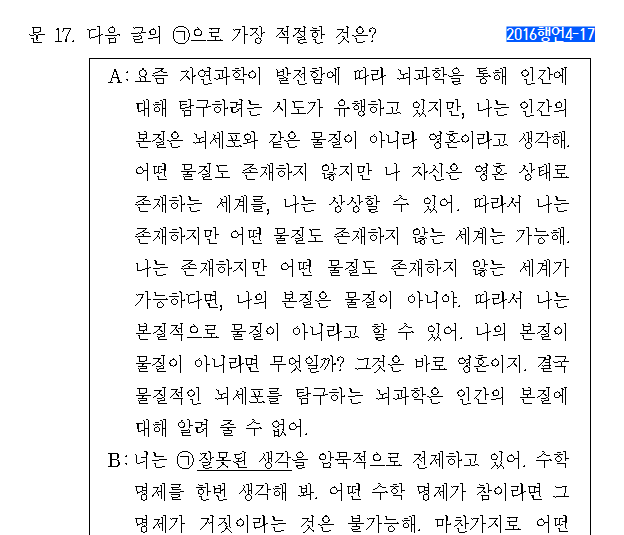 문 17. 다음 글의 ㉠으로 가장 적절한 것은?
2016행언4-17
A: 요즘 자연과학이 발전함에 따라 뇌과학을 통해 인간에
대해 탐구하려는 시도가 유행하고 있지만, 나는 인간의
본질은 뇌세포와 같은 물질이 아니라 영혼이라고 생각해.
어떤 물질도 존재하지 않지만 나 자신은 영혼 상태로
존재하는 세계를, 나는 상상할 수 있어. 따라서 나는
존재하지만 어떤 물질도 존재하지 않는 세계는 가능해.
나는 존재하지만 어떤 물질도 존재하지 않는 세계가
가능하다면, 나의 본질은 물질이 아니야. 따라서 나는
본질적으로 물질이 아니라고 할 수 있어. 나의 본질이
물질이 아니라면 무엇일까? 그것은 바로 영혼이지. 결국
물질적인 뇌세포를 탐구하는 뇌과학은 인간의 본질에
대해 알려 줄 수 없어.
B: 너는 ㉠잘못된 생각을 암묵적으로 전제하고 있어. 수학
명제를 한번 생각해 봐. 어떤 수학 명제가 참이라면 그
명제가 거짓이라는 것은 불가능해. 마찬가지로 어떤